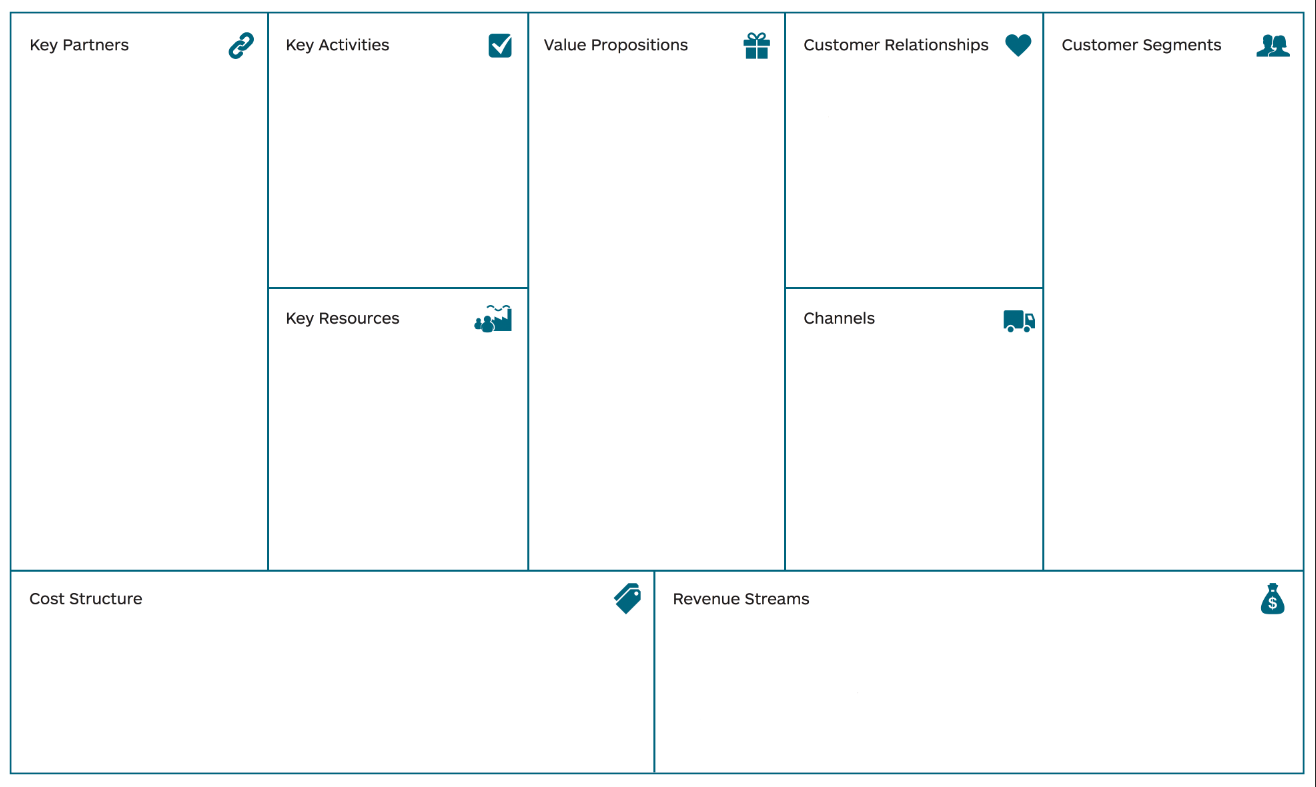 Key Partners
Key Activities
Value Propositions
Customer Relationships
Customer Segments
Key Resources
Channels
Cost Structure
Revenue Streams
$